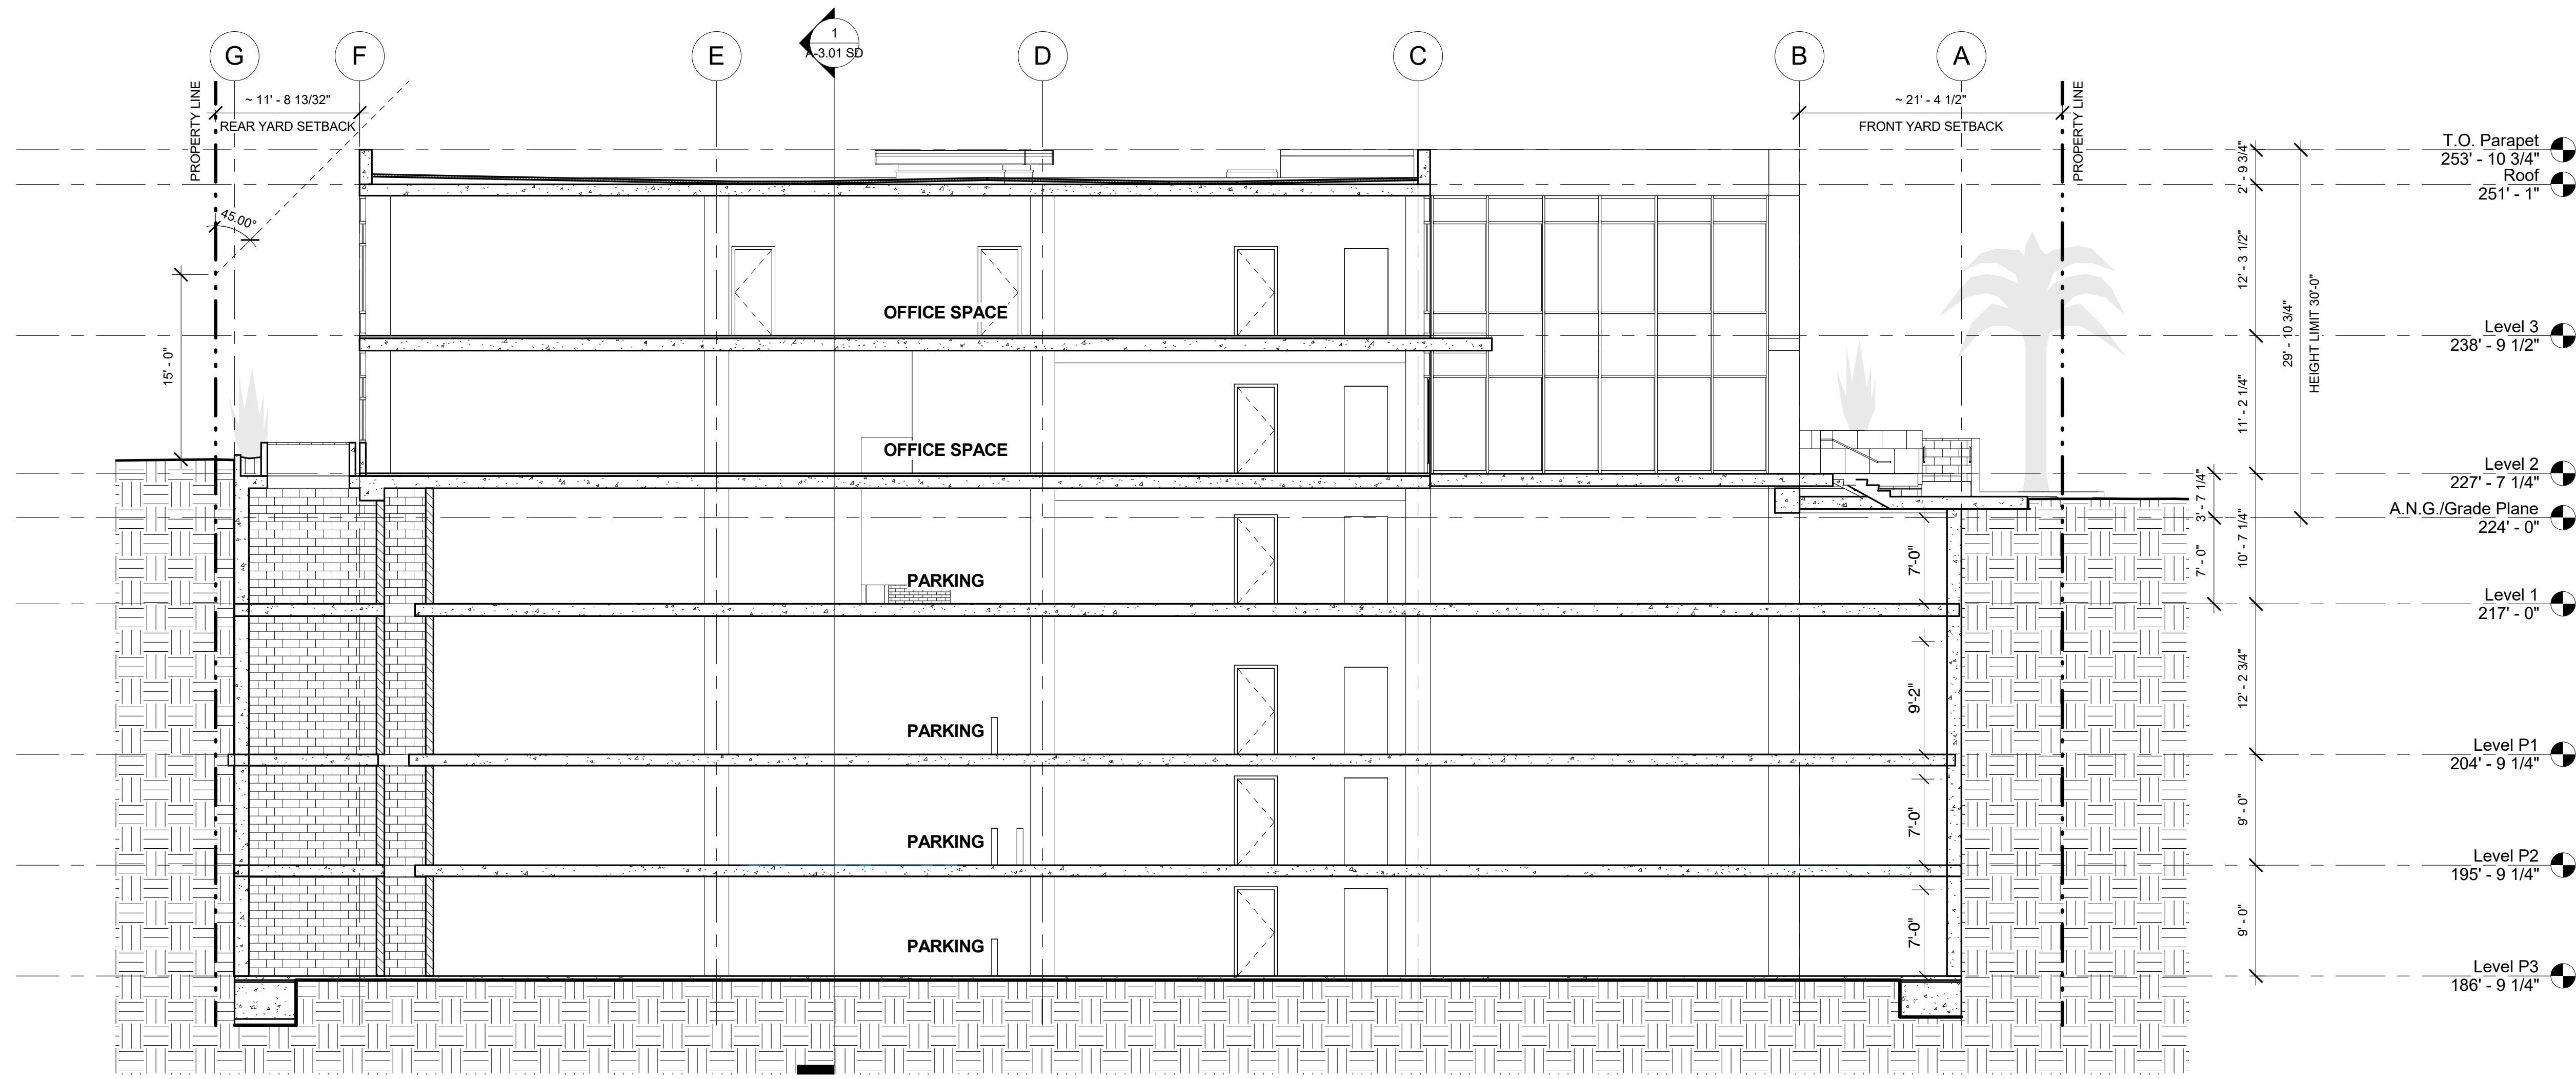 1
A-3.01 SD
G
F
E
D
C
B
A
PROPERTY LINE
~ 11' - 8 13/32"
REAR YARD SETBACK
~ 21' - 4 1/2"
FRONT YARD SETBACK
PROPERTY LINE
45.00°
15' - 0"
OFFICE SPACE
OFFICE SPACE
PARKING
PARKING
PARKING
PARKING
7'-0"
9'-2"
7'-0"
7'-0"
3' - 7 1/4"
7' - 0"
2' - 9 3/4"
12' - 3 1/2"
11' - 2 1/4"
10' - 7 1/4"
12' - 2 3/4"
9' - 0"
9' - 0"
29' - 10 3/4"
HEIGHT LIMIT 30'-0"
T.O. Parapet
253' - 10 3/4"
Roof
251' - 1"
Level 3
238' - 9 1/2"
Level 2
227' - 7 1/4"
A.N.G./Grade Plane
224' - 0"
Level 1
217' - 0"
Level P1
204' - 9 1/4"
Level P2
195' - 9 1/4"
Level P3
186' - 9 1/4"